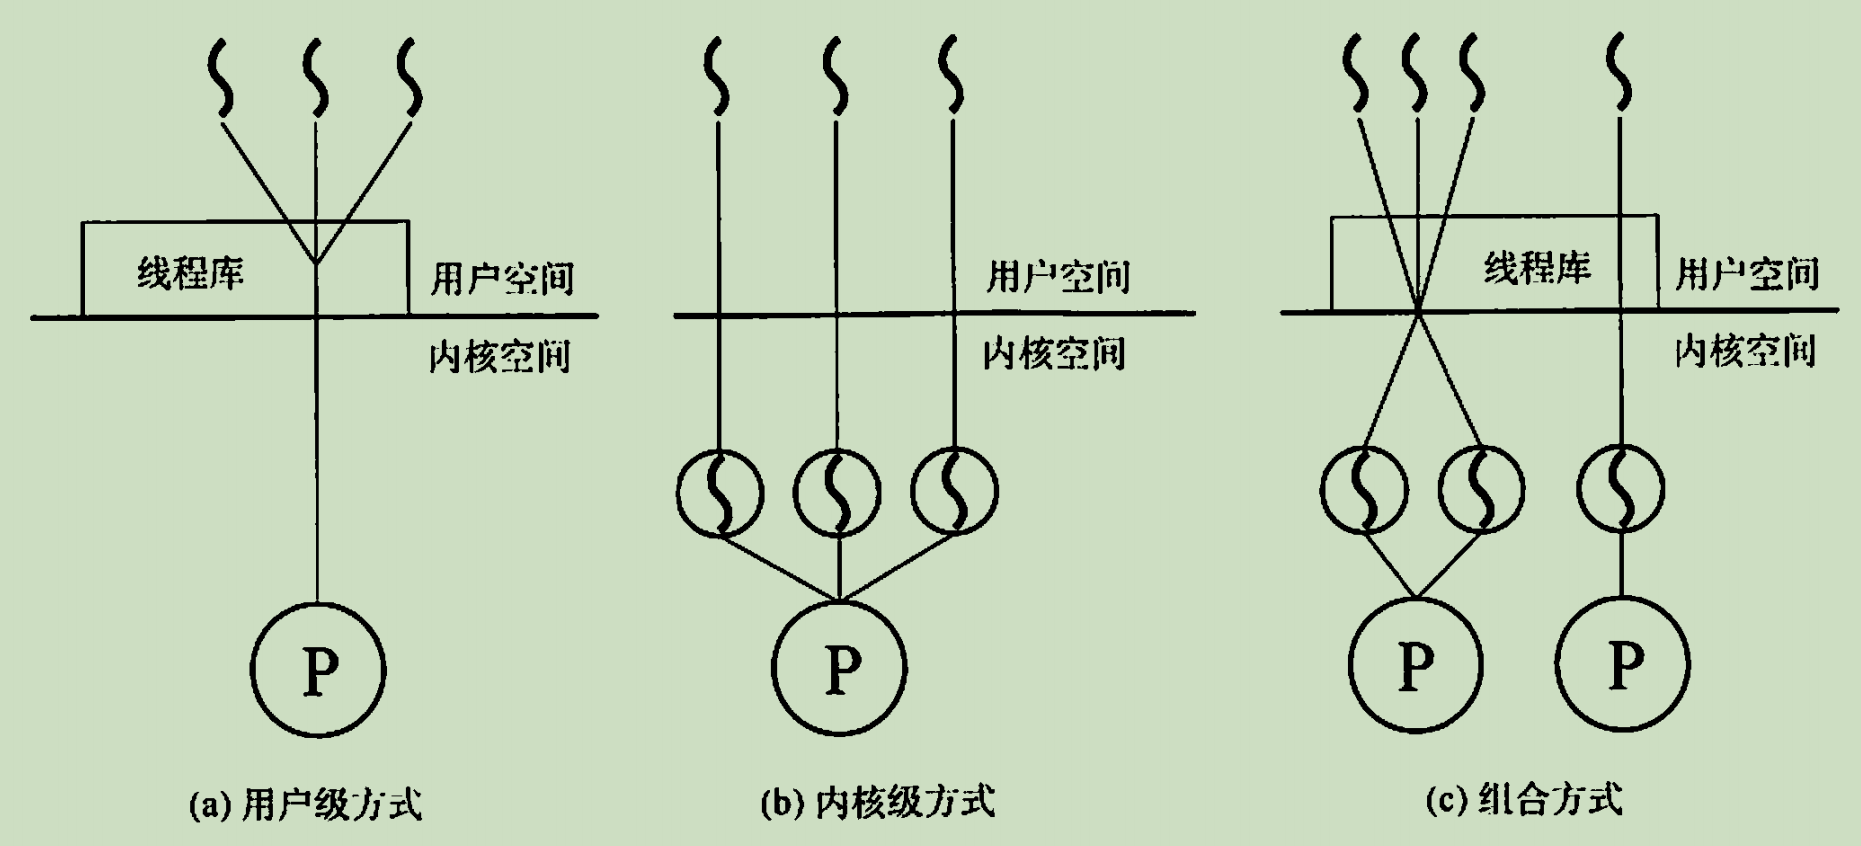 线程库
用户空间
内核空间
P
(a) 用户级方式
用户空间
内核空间
P
(b) 内核级方式
线程库
用户空间
内核空间
P
P
(c) 组合方式